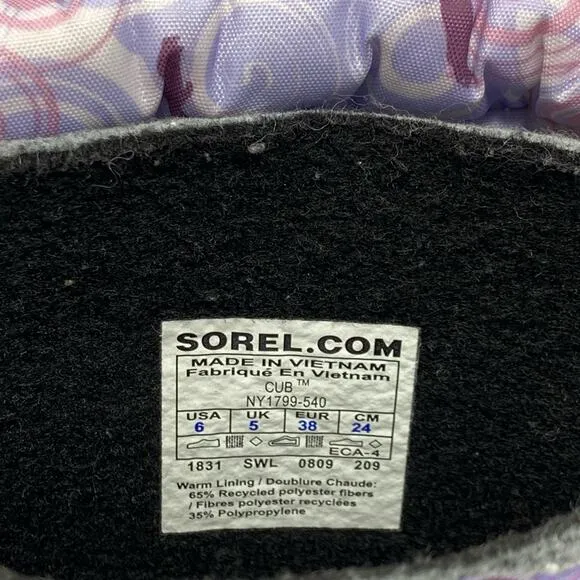 SOREL.COM
MADE IN VIETNAM
Fabriqué En Vietnam
CUB™
NY1799-540
USA UK EUR CM
6 5 38 24
ECA-4
1831 SWL 0809 209
Warm Lining / Doublure Chaude:
65% Recycled polyester fibers
/ Fibres polyester recyclées
35% Polypropylene